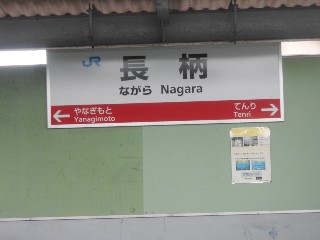 JR
長柄
ながら Nagara
やなぎもと
Yanagimoto
てんり
Tenri